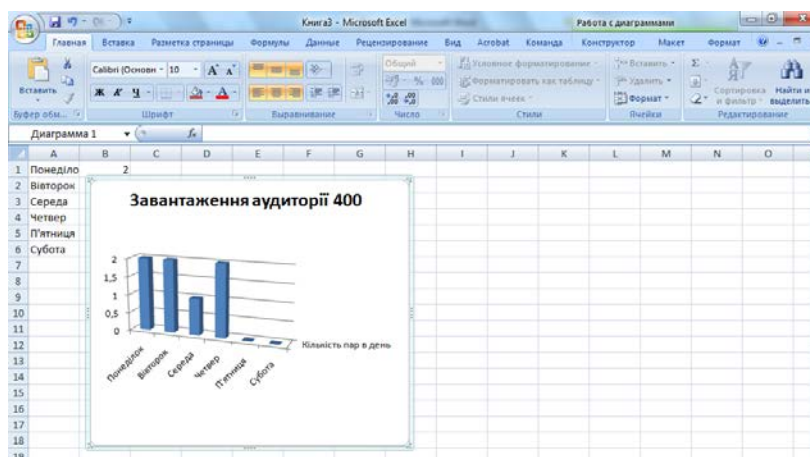 Книга3 - Microsoft Excel
Работа с диаграммами
Главная Вставка Разметка страницы Формулы Данные Рецензирование Вид Acrobat Команда Конструктор Макет Формат
Calibri (Основн 10
Общий
Условное форматирование
Вставить
Вставить
Форматировать как таблицу
Удалить
Сортировка и фильтр
Найти и выделить
Ж К Ч
Стили ячеек
Формат
Буфер обм... Шрифт Выравнивание Число Стили Ячейки Редактирование
Диаграмма 1 fx
A B C D E F G H I J K L M N O
1 Понеділо 2
2 Вівторок
3 Середа
4 Четвер
5 П'ятниця
6 Субота
7
8
9
10
11
12
13
14
15
16
17
18
19
Завантаження аудиторії 400
2
1,5
1
0,5
0
Понеділок Вівторок Середа Четвер П'ятниця Субота
Кількість пар в день